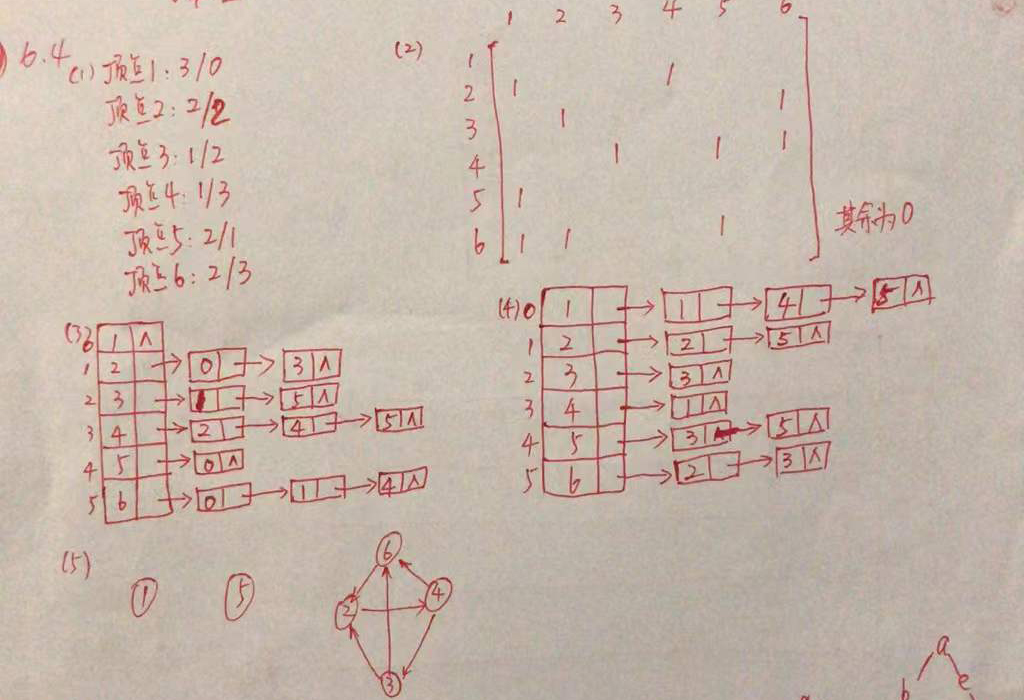 6.4
(1) 顶点1: 3/0
顶点2: 2/2
顶点3: 1/2
顶点4: 1/3
顶点5: 2/1
顶点6: 2/3
(2)
1 2 3 4 5 6
1
2 1 1
3 1 1
4 1 1 1
5 1
6 1 1 1
其余为0
(3) 0 1 ∧
1 2 → 0 → 3 ∧
2 3 → 1 → 5 ∧
3 4 → 2 → 4 → 5 ∧
4 5 → 0 ∧
5 6 → 0 → 1 → 4 ∧
(4) 0 1 → 1 → 4 → 5 ∧
1 2 → 2 → 5 ∧
2 3 → 3 ∧
3 4 → 1 ∧
4 5 → 3 → 5 ∧
5 6 → 2 → 3 ∧
(5)
6
1 5 2 4
3
a
e